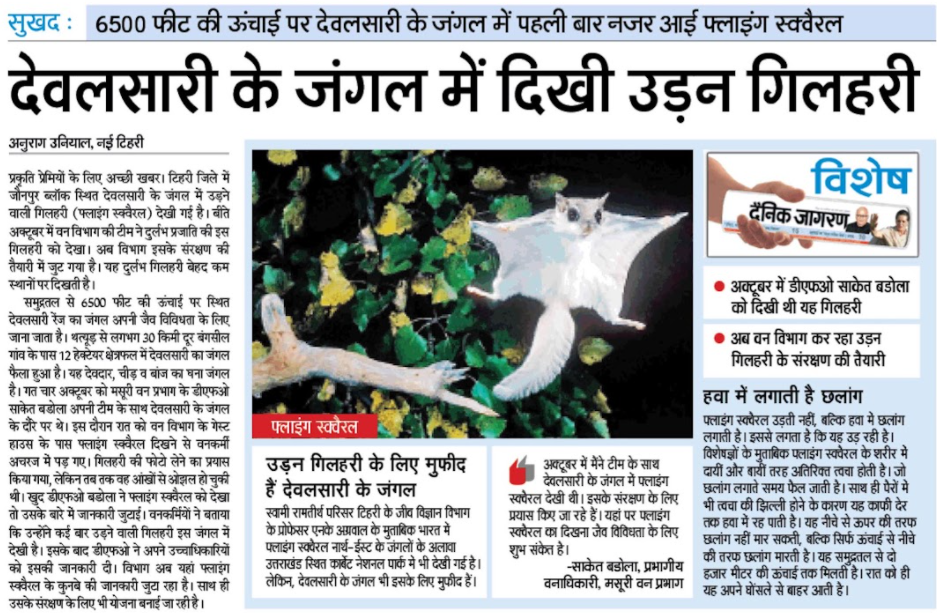 सुखद : 6500 फीट की ऊंचाई पर देवलसारी के जंगल में पहली बार नजर आई फ्लाइंग स्क्वैरल
देवलसारी के जंगल में दिखी उड़न गिलहरी
अनुराग उनियाल, नई टिहरी
प्रकृति प्रेमियों के लिए अच्छी खबर। टिहरी जिले में
जौनपुर ब्लॉक स्थित देवलसारी के जंगल में उड़ने
वाली गिलहरी (फ्लाइंग स्क्वैरल) देखी गई है। बीते
अक्टूबर में वन विभाग की टीम ने दुर्लभ प्रजाति की इस
गिलहरी को देखा। अब विभाग इसके संरक्षण की
तैयारी में जुट गया है। यह दुर्लभ गिलहरी बेहद कम
स्थानों पर दिखती है।
समुद्रतल से 6500 फीट की ऊंचाई पर स्थित
देवलसारी रेंज का जंगल अपनी जैव विविधता के लिए
जाना जाता है। थत्यूड़ से लगभग 30 किमी दूर बंगसील
गांव के पास 12 हेक्टेयर क्षेत्रफल में देवलसारी का जंगल
फैला हुआ है। यह देवदार, चीड़ व बांज का घना जंगल
है। गत चार अक्टूबर को मसूरी वन प्रभाग के डीएफओ
साकेत बडोला अपनी टीम के साथ देवलसारी के जंगल
के दौरे पर थे। इस दौरान रात को वन विभाग के गेस्ट
हाउस के पास फ्लाइंग स्क्वैरल दिखने से वनकर्मी
अचरज में पड़ गए। गिलहरी की फोटो लेने का प्रयास
किया गया, लेकिन तब तक वह आंखों से ओझल हो चुकी
थी। खुद डीएफओ बडोला ने फ्लाइंग स्क्वैरल को देखा
तो उसके बारे में जानकारी जुटाई। वनकर्मियों ने बताया
कि उन्होंने कई बार उड़ने वाली गिलहरी इस जंगल में
देखी है। इसके बाद डीएफओ ने अपने उच्चाधिकारियों
को इसकी जानकारी दी। विभाग अब यहां फ्लाइंग
स्क्वैरल के कुनबे की जानकारी जुटा रहा है। साथ ही
उसके संरक्षण के लिए भी योजना बनाई जा रही है।
फ्लाइंग स्क्वैरल
उड़न गिलहरी के लिए मुफीद
हैं देवलसारी के जंगल
स्वामी रामतीर्थ परिसर टिहरी के जीव विज्ञान विभाग
के प्रोफेसर एनके अग्रवाल के मुताबिक भारत में
फ्लाइंग स्क्वैरल नार्थ-ईस्ट के जंगलों के अलावा
उत्तराखंड स्थित कार्बेट नेशनल पार्क में भी देखी गई है।
लेकिन, देवलसारी के जंगल भी इसके लिए मुफीद हैं।
अक्टूबर में मैंने टीम के साथ
देवलसारी के जंगल में फ्लाइंग
स्क्वैरल देखी थी। इसके संरक्षण के लिए
प्रयास किए जा रहे हैं। यहां पर फ्लाइंग
स्क्वैरल का दिखना जैव विविधता के लिए
शुभ संकेत है।
-साकेत बडोला, प्रभागीय
वनाधिकारी, मसूरी वन प्रभाग
विशेष
दैनिक जागरण
● अक्टूबर में डीएफओ साकेत बडोला
को दिखी थी यह गिलहरी
● अब वन विभाग कर रहा उड़न
गिलहरी के संरक्षण की तैयारी
हवा में लगाती है छलांग
फ्लाइंग स्क्वैरल उड़ती नहीं, बल्कि हवा मे छलांग
लगाती है। इससे लगता है कि यह उड़ रही है।
विशेषज्ञों के मुताबिक फ्लाइंग स्क्वैरल के शरीर में
दायीं और बायीं तरह अतिरिक्त त्वचा होती है। जो
छलांग लगाते समय फैल जाती है। साथ ही पैरों में
भी त्वचा की झिल्ली होने के कारण यह काफी देर
तक हवा में रह पाती है। यह नीचे से ऊपर की तरफ
छलांग नहीं मार सकती, बल्कि सिर्फ ऊंचाई से नीचे
की तरफ छलांग मारती है। यह समुद्रतल से दो
हजार मीटर की ऊंचाई तक मिलती है। रात को ही
यह अपने घोंसले से बाहर आती है।